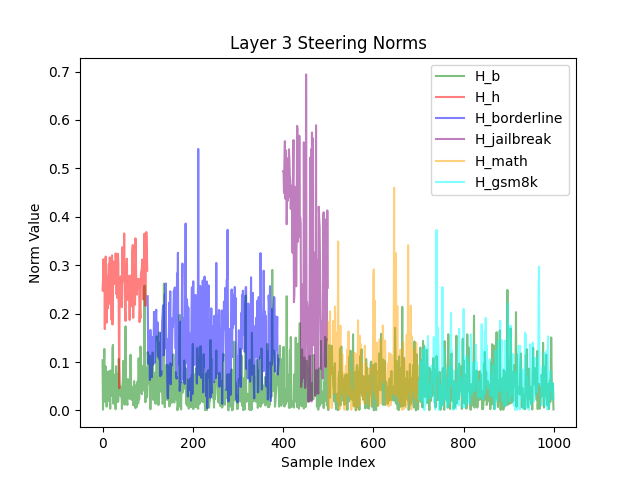 Layer 3 Steering Norms
Norm Value
0.7
0.6
0.5
0.4
0.3
0.2
0.1
0.0
H_b
H_h
H_borderline
H_jailbreak
H_math
H_gsm8k
0 200 400 600 800 1000
Sample Index